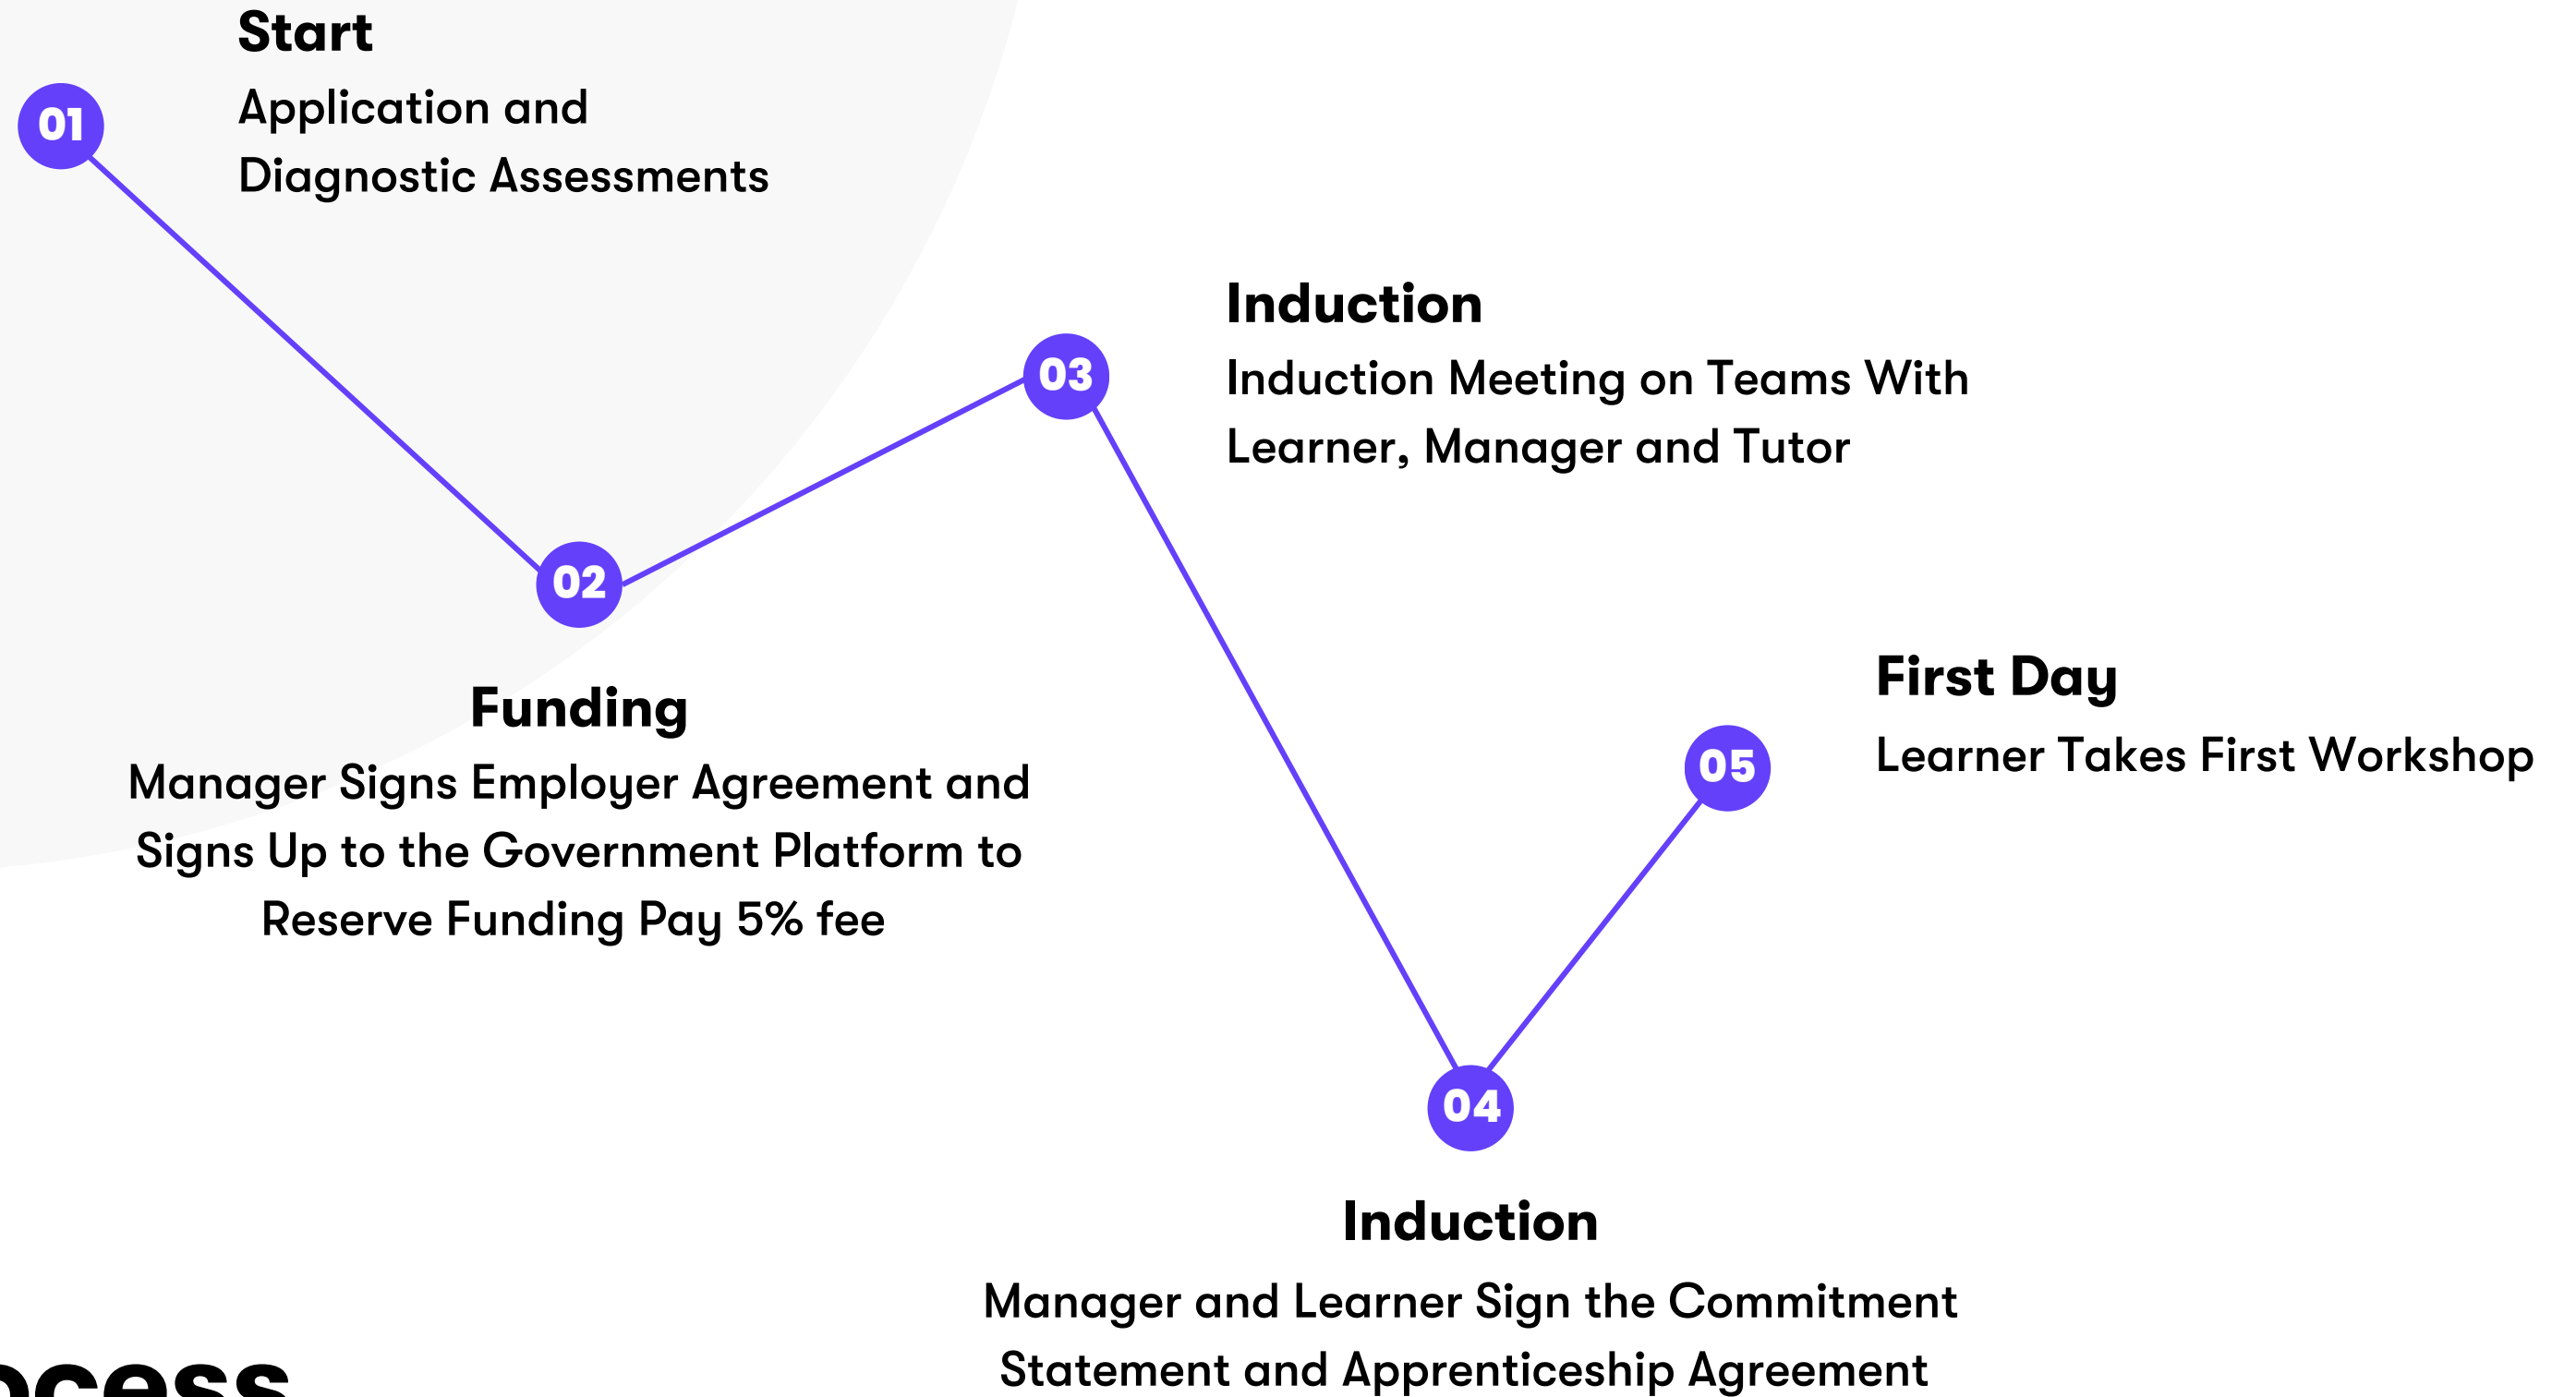 Start
01
Application and
Diagnostic Assessments
Induction
03
Induction Meeting on Teams With
Learner, Manager and Tutor
02
Funding
Manager Signs Employer Agreement and
Signs Up to the Government Platform to
Reserve Funding Pay 5% fee
First Day
05
Learner Takes First Workshop
04
Induction
Manager and Learner Sign the Commitment
Statement and Apprenticeship Agreement